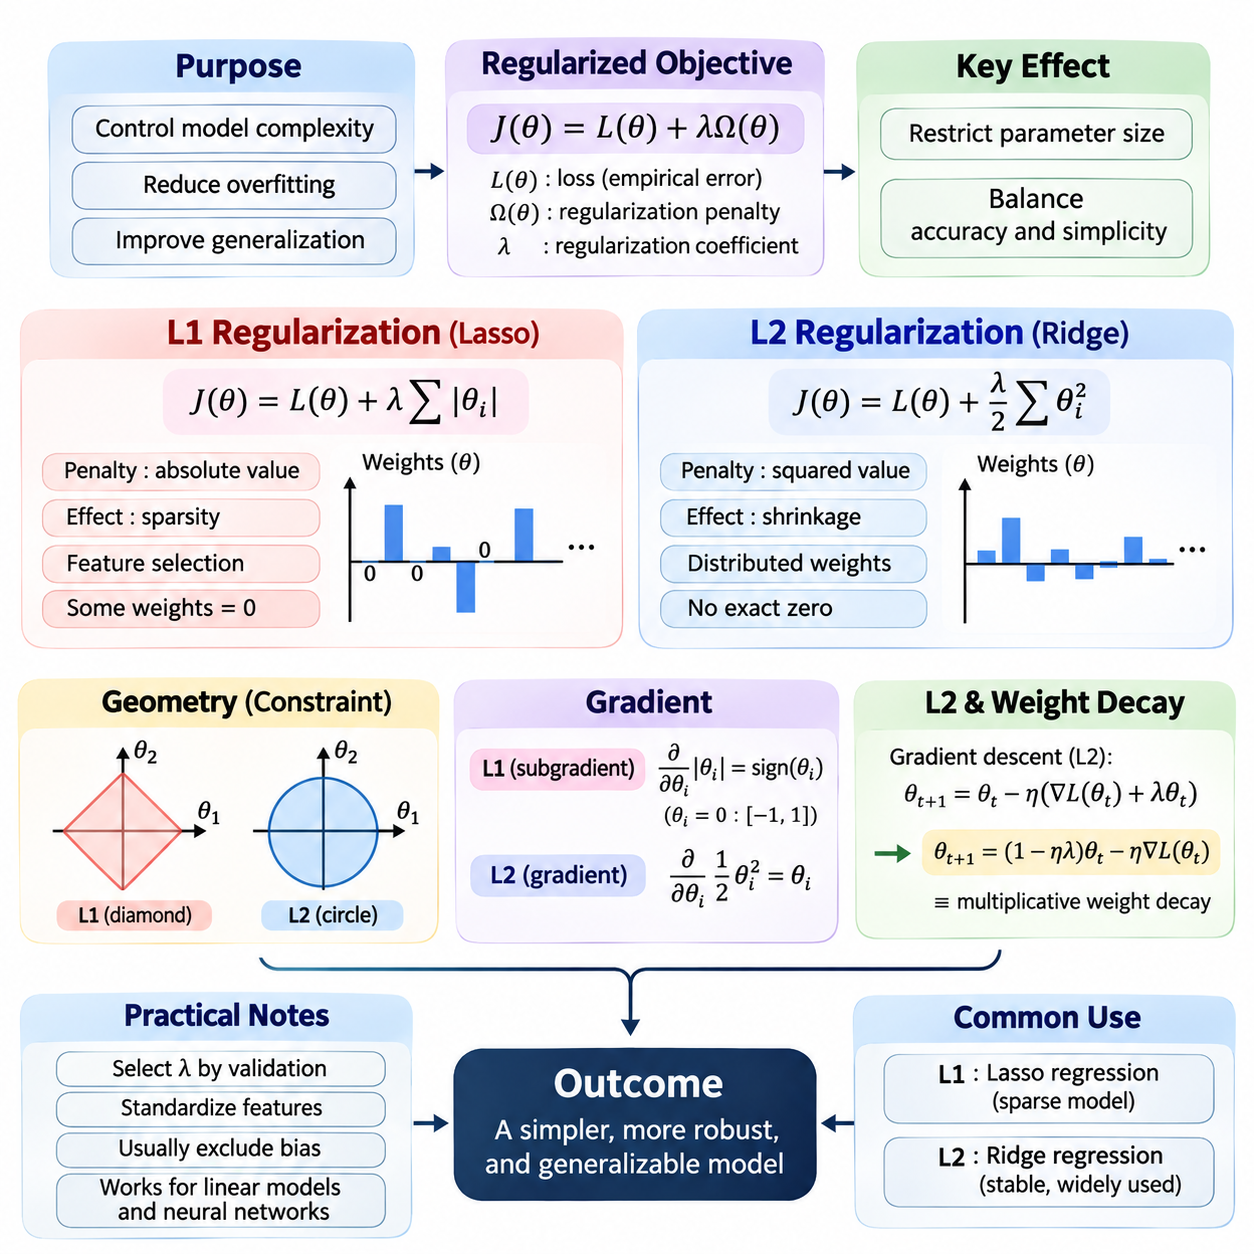 Purpose
Control model complexity
Reduce overfitting
Improve generalization
Regularized Objective
J(θ) = L(θ) + λΩ(θ)
L(θ) : loss (empirical error)
Ω(θ) : regularization penalty
λ : regularization coefficient
Key Effect
Restrict parameter size
Balance
accuracy and simplicity
L1 Regularization (Lasso)
J(θ) = L(θ) + λ ∑ |θᵢ|
Penalty : absolute value
Effect : sparsity
Feature selection
Some weights = 0
Weights (θ)
0
0
0
...
L2 Regularization (Ridge)
J(θ) = L(θ) + λ/2 ∑ θᵢ²
Penalty : squared value
Effect : shrinkage
Distributed weights
No exact zero
Weights (θ)
...
Geometry (Constraint)
θ₂
θ₁
L1 (diamond)
θ₂
θ₁
L2 (circle)
Gradient
L1 (subgradient) ∂/∂θᵢ |θᵢ| = sign(θᵢ)
(θᵢ = 0 : [−1, 1])
L2 (gradient) ∂/∂θᵢ 1/2 θᵢ² = θᵢ
L2 & Weight Decay
Gradient descent (L2):
θₜ₊₁ = θₜ − η(∇L(θₜ) + λθₜ)
θₜ₊₁ = (1 − ηλ)θₜ − η∇L(θₜ)
≡ multiplicative weight decay
Practical Notes
Select λ by validation
Standardize features
Usually exclude bias
Works for linear models
and neural networks
Outcome
A simpler, more robust,
and generalizable model
Common Use
L1 : Lasso regression
(sparse model)
L2 : Ridge regression
(stable, widely used)